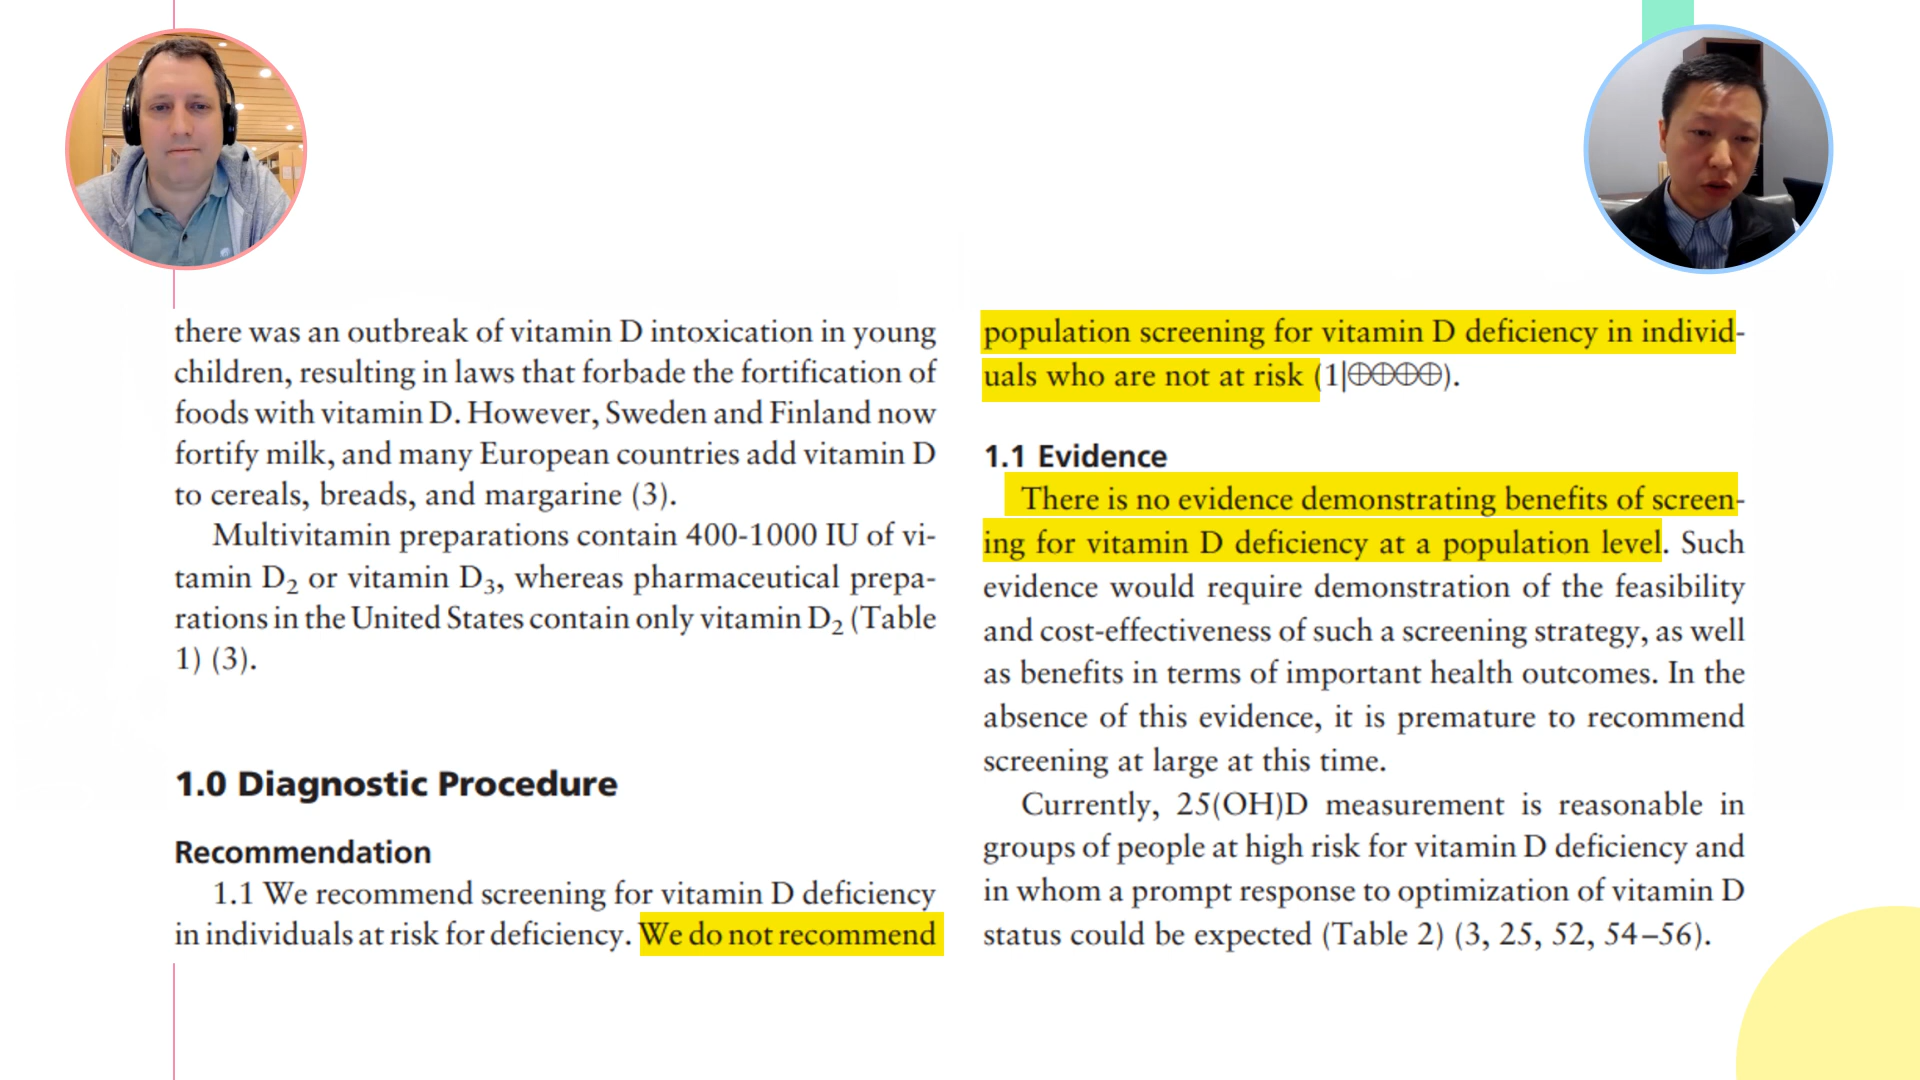 there was an outbreak of vitamin D intoxication in young
children, resulting in laws that forbade the fortification of
foods with vitamin D. However, Sweden and Finland now
fortify milk, and many European countries add vitamin D
to cereals, breads, and margarine (3).
Multivitamin preparations contain 400-1000 IU of vi-
tamin D₂ or vitamin D₃, whereas pharmaceutical prepa-
rations in the United States contain only vitamin D₂ (Table
1) (3).
1.0 Diagnostic Procedure
Recommendation
1.1 We recommend screening for vitamin D deficiency
in individuals at risk for deficiency. We do not recommend
population screening for vitamin D deficiency in individ-
uals who are not at risk (1|⊕⊕⊕⊕).
1.1 Evidence
There is no evidence demonstrating benefits of screen-
ing for vitamin D deficiency at a population level. Such
evidence would require demonstration of the feasibility
and cost-effectiveness of such a screening strategy, as well
as benefits in terms of important health outcomes. In the
absence of this evidence, it is premature to recommend
screening at large at this time.
Currently, 25(OH)D measurement is reasonable in
groups of people at high risk for vitamin D deficiency and
in whom a prompt response to optimization of vitamin D
status could be expected (Table 2) (3, 25, 52, 54–56).